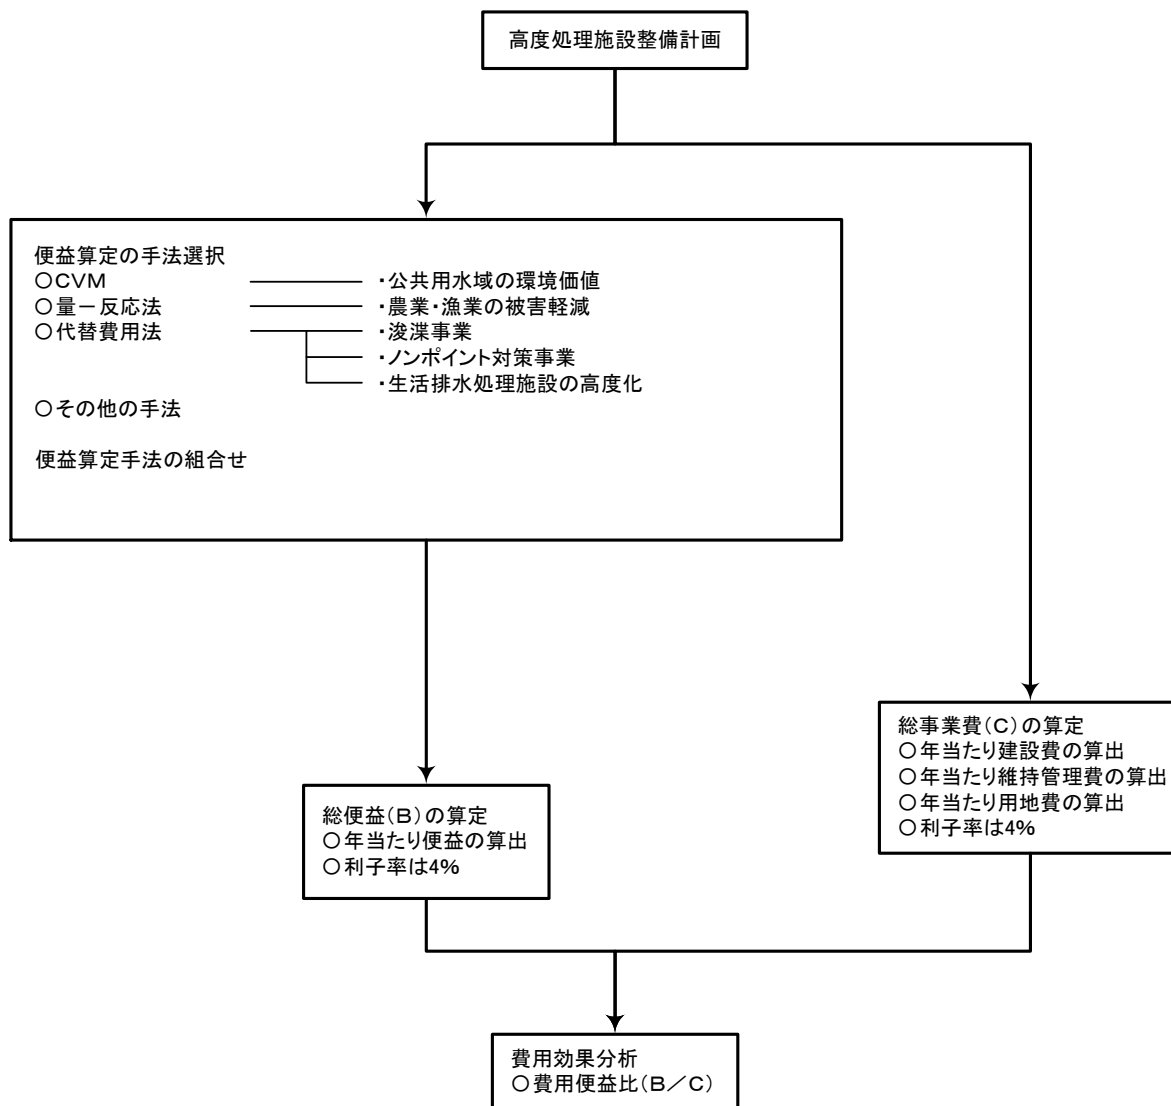 高度処理施設整備計画
便益算定の手法選択
○CVM ・公共用水域の環境価値
○量－反応法 ・農業・漁業の被害軽減
○代替費用法 ・浚渫事業
・ノンポイント対策事業
・生活排水処理施設の高度化
○その他の手法
便益算定手法の組合せ
総事業費(C)の算定
○年当たり建設費の算出
○年当たり維持管理費の算出
○年当たり用地費の算出
○利子率は4%
総便益(B)の算定
○年当たり便益の算出
○利子率は4%
費用効果分析
○費用便益比(B／C)